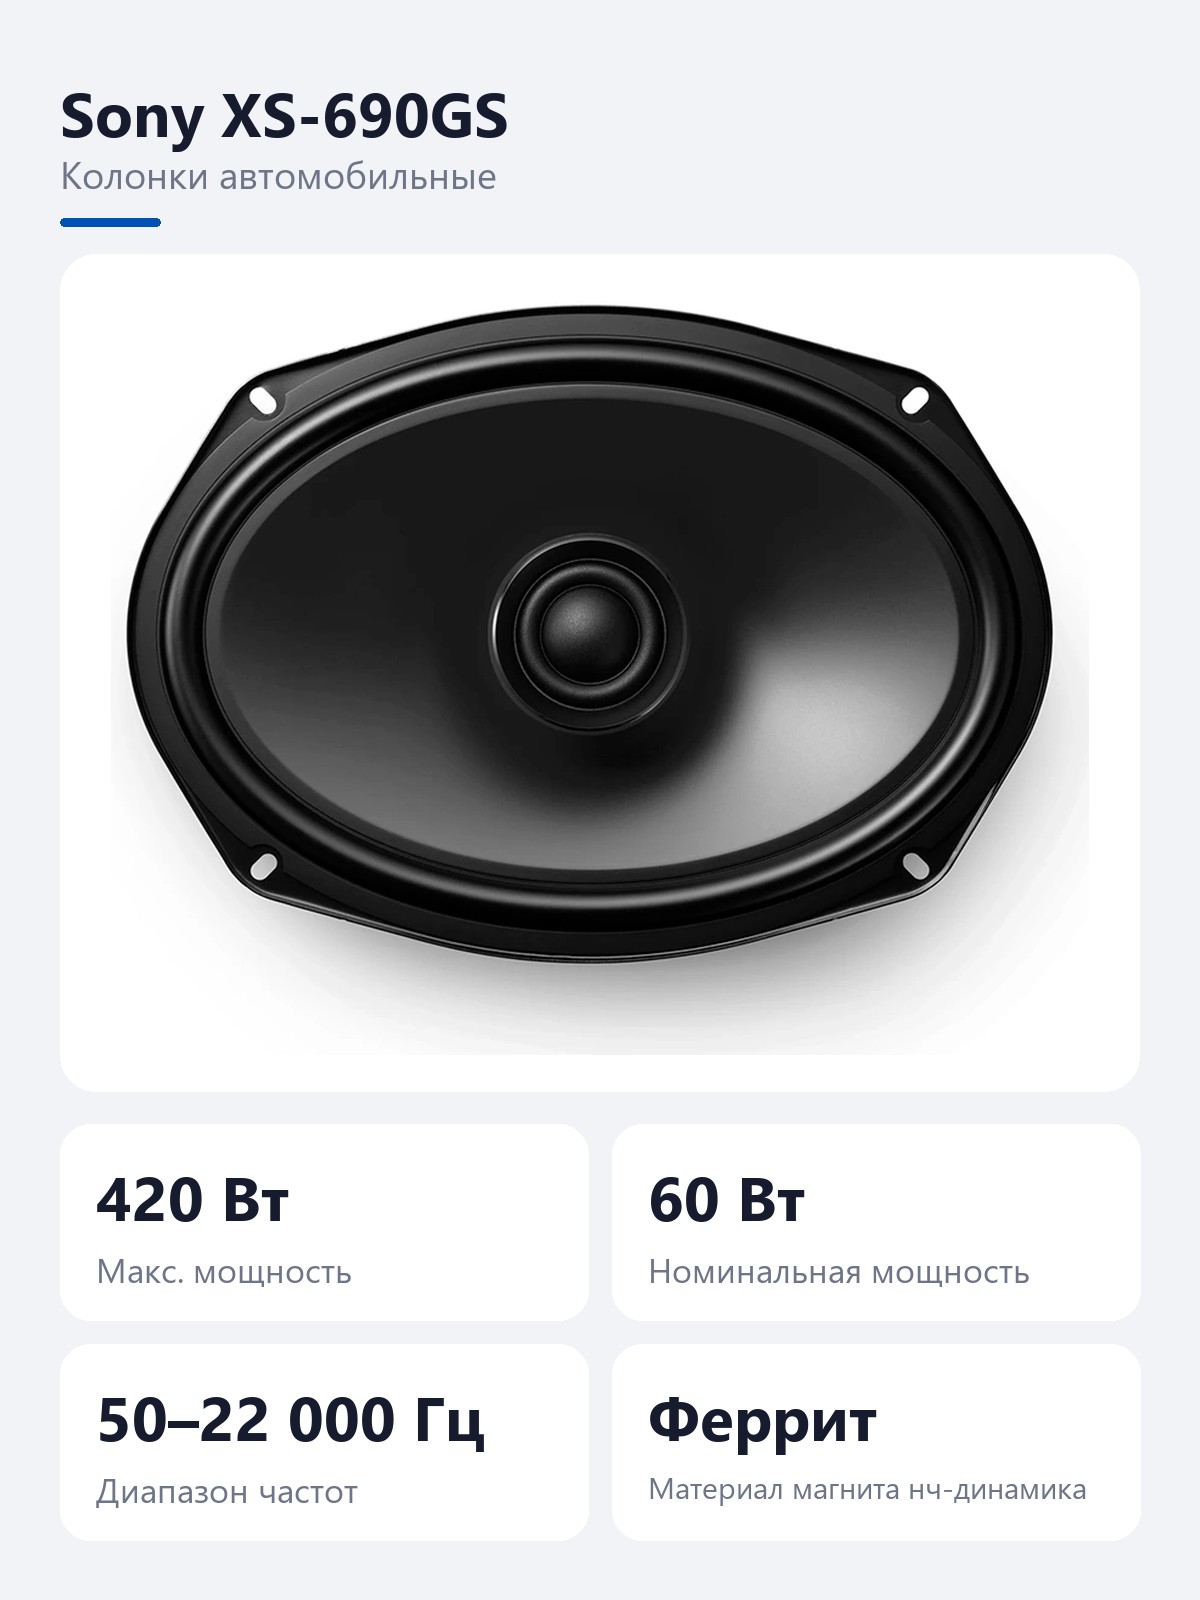 Sony XS-690GS
Колонки автомобильные
420 Вт
Макс. мощность
60 Вт
Номинальная мощность
50–22 000 Гц
Диапазон частот
Феррит
Материал магнита нч-динамика